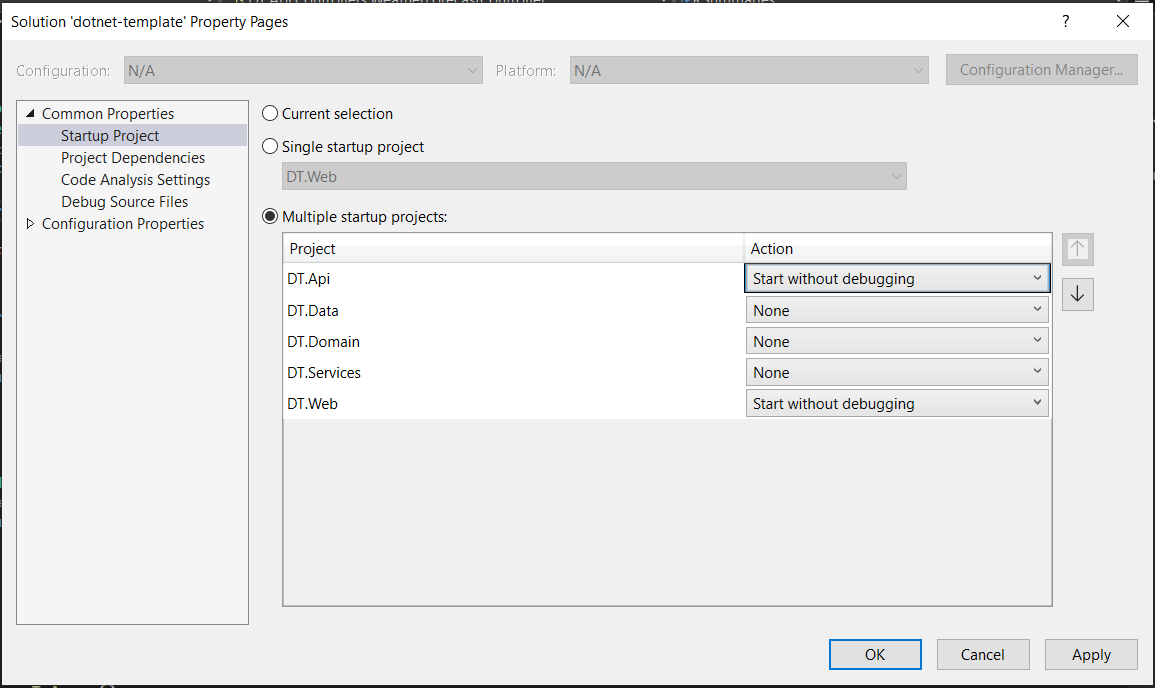 Solution 'dotnet-template' Property Pages ?
Configuration: N/A Platform: N/A Configuration Manager...
Common Properties
Startup Project
Project Dependencies
Code Analysis Settings
Debug Source Files
Configuration Properties
Current selection
Single startup project
DT.Web
Multiple startup projects:
Project Action
DT.Api Start without debugging
DT.Data None
DT.Domain None
DT.Services None
DT.Web Start without debugging
OK Cancel Apply